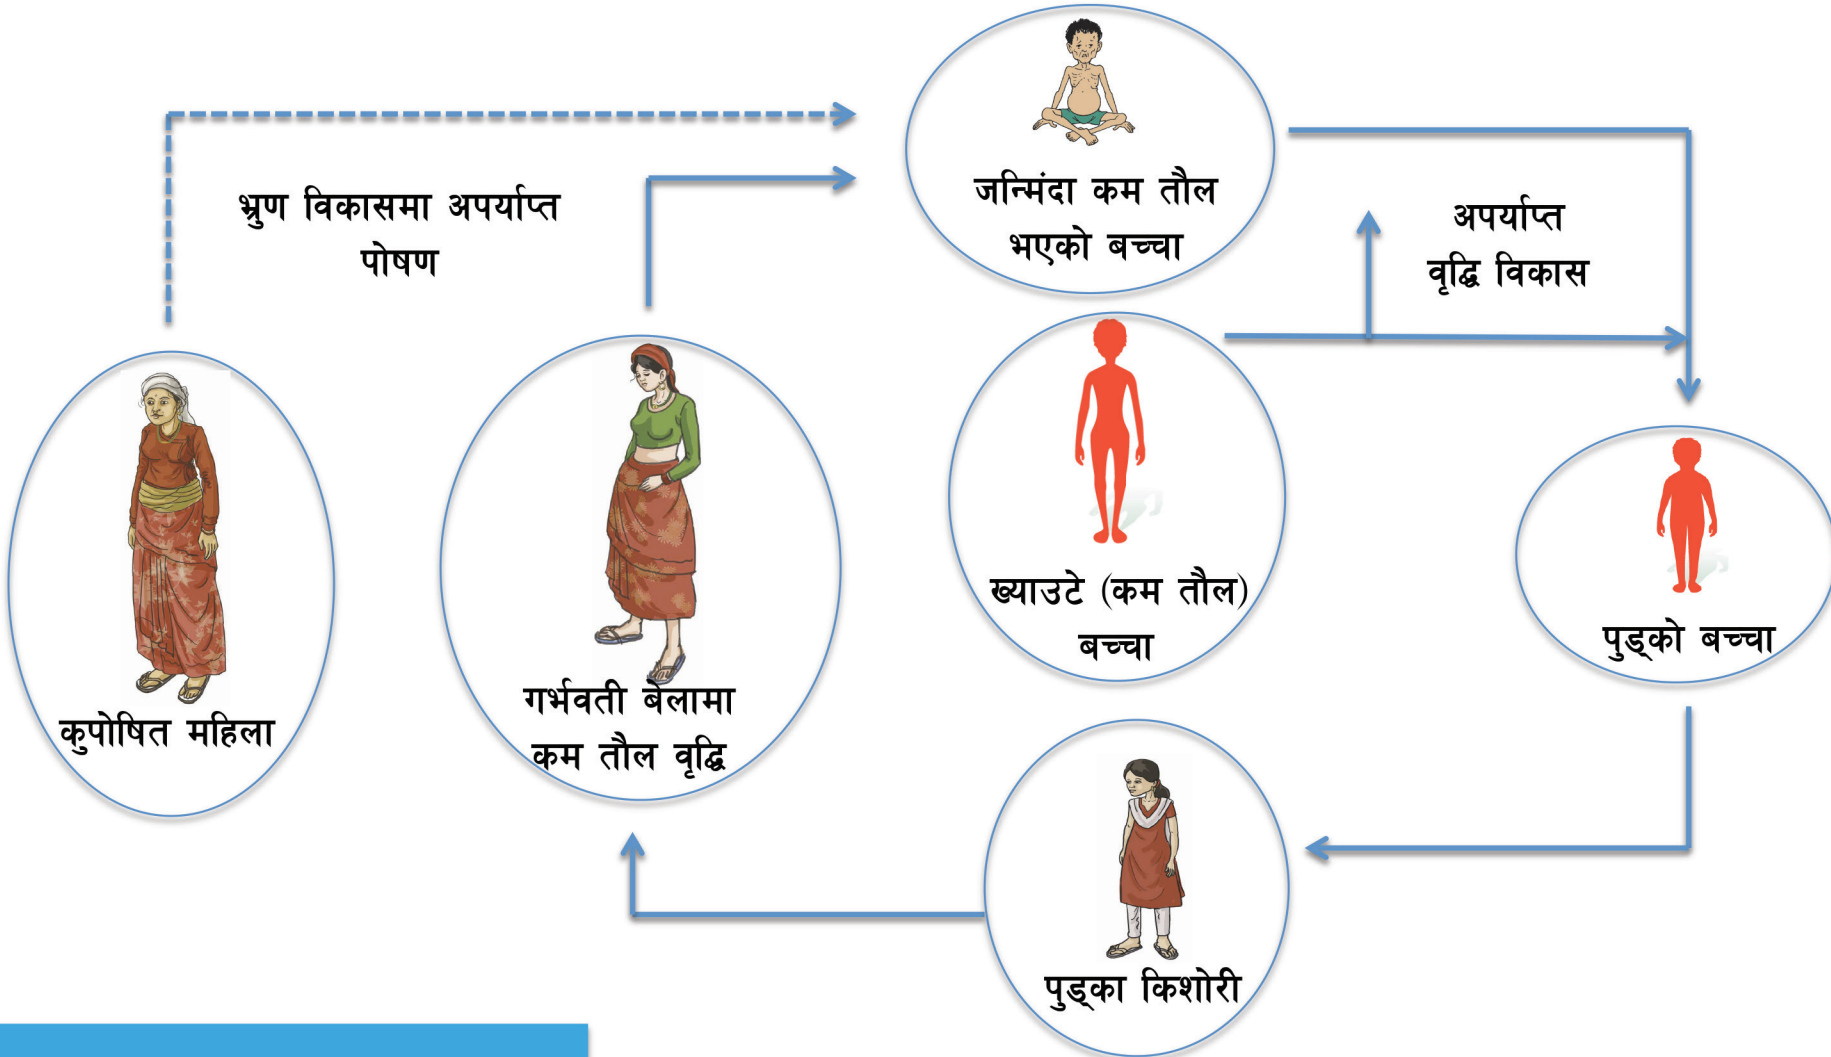 जन्मिंदा कम तौल
भएको बच्चा
भ्रुण विकासमा अपर्याप्त
पोषण
अपर्याप्त
वृद्धि विकास
कुपोषित महिला
गर्भवती बेलामा
कम तौल वृद्धि
ख्याउटे (कम तौल)
बच्चा
पुड्को बच्चा
पुड्का किशोरी